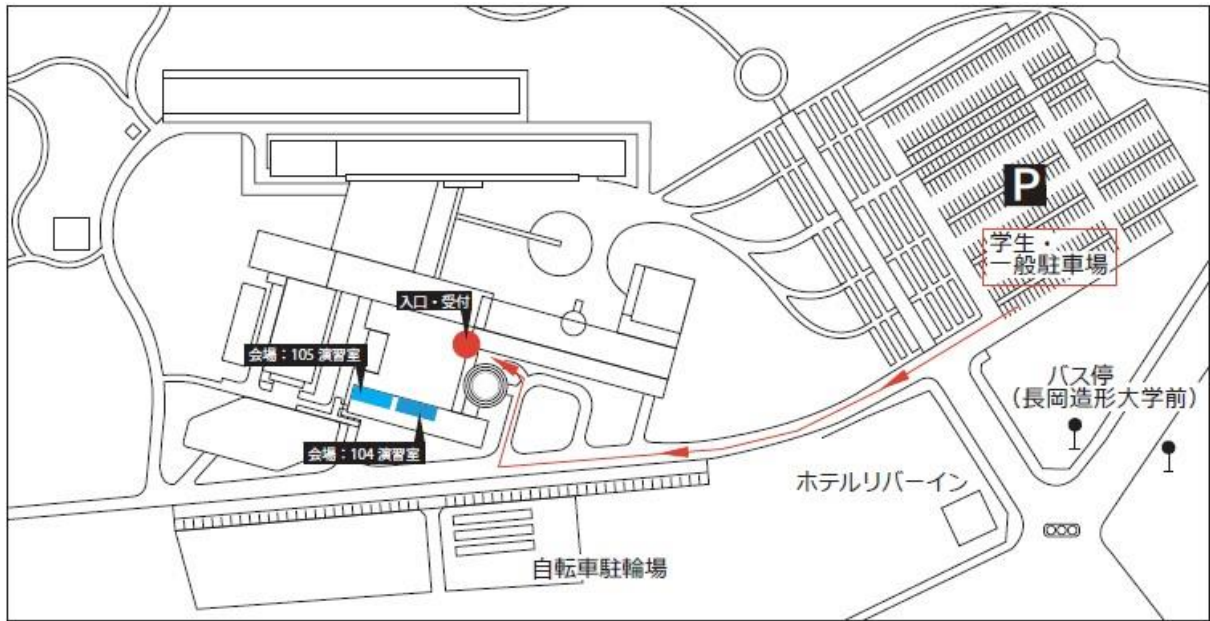 P
学生・
一般駐車場
入口・受付
会場：105 演習室
バス停
（長岡造形大学前）
会場：104 演習室
ホテルリバーイン
自転車駐輪場